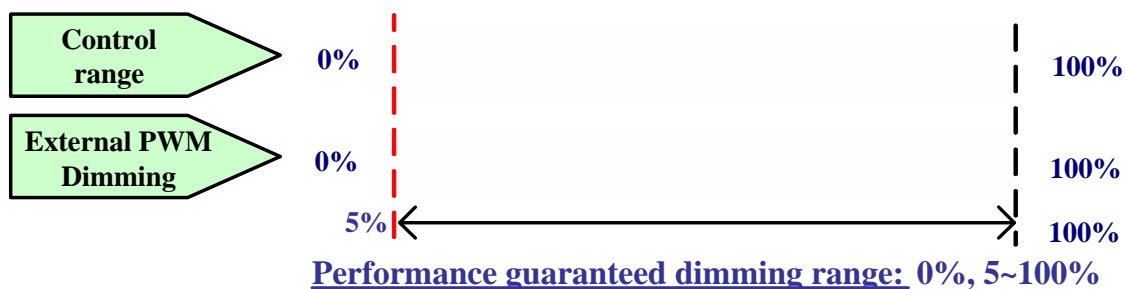 Control
range
0%
100%
External PWM
Dimming
0%
100%
5%
100%
Performance guaranteed dimming range: 0%, 5~100%